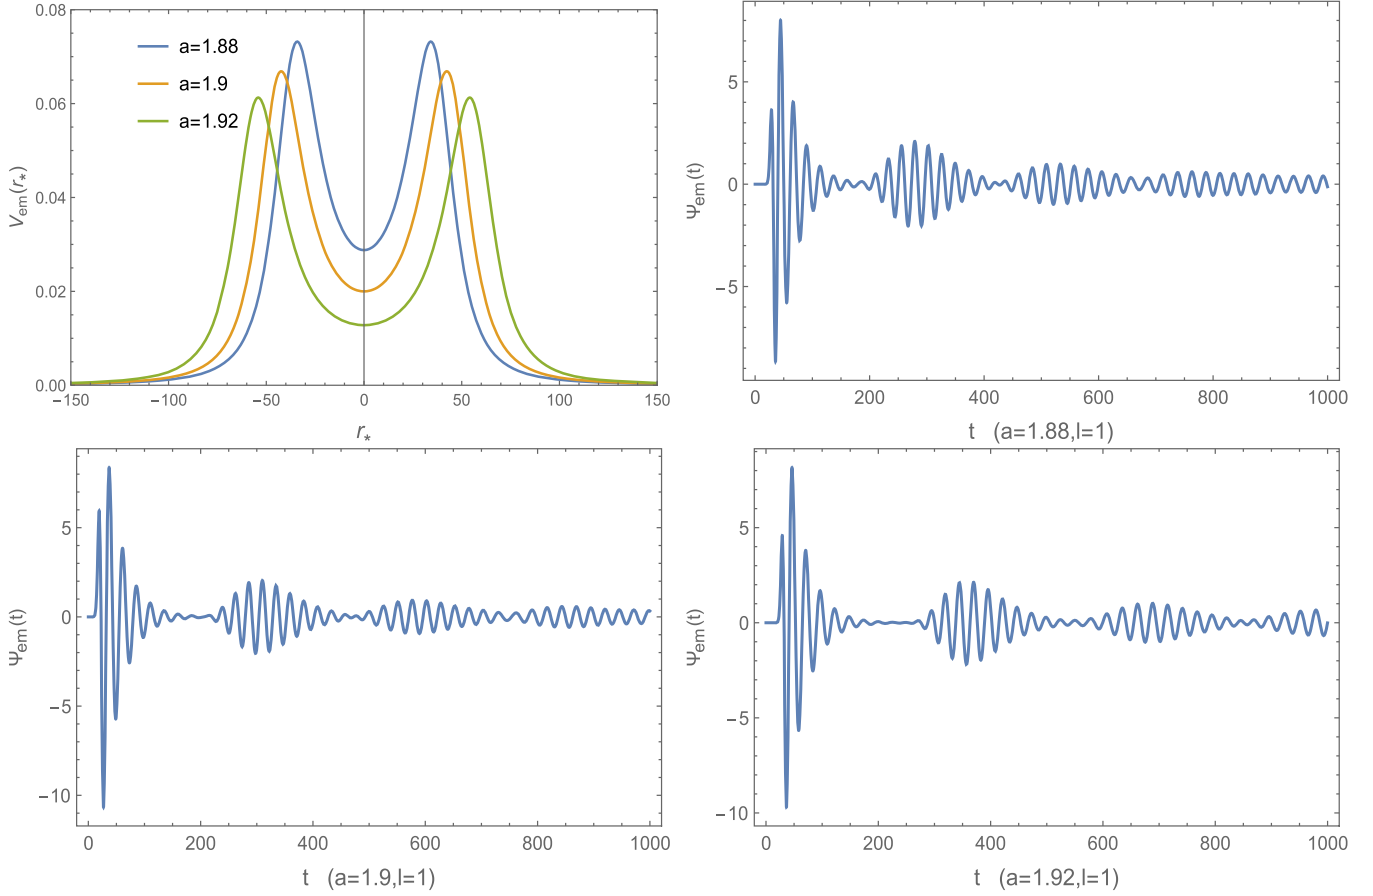 0.08
0.06
0.04
0.02
0.00
V_em(r_*)
a=1.88
a=1.9
a=1.92
−150 −100 −50 0 50 100 150
r_*
5
0
−5
Ψ_em(t)
0 200 400 600 800 1000
t (a=1.88,l=1)
5
0
−5
−10
Ψ_em(t)
0 200 400 600 800 1000
t (a=1.9,l=1)
5
0
−5
−10
Ψ_em(t)
0 200 400 600 800 1000
t (a=1.92,l=1)